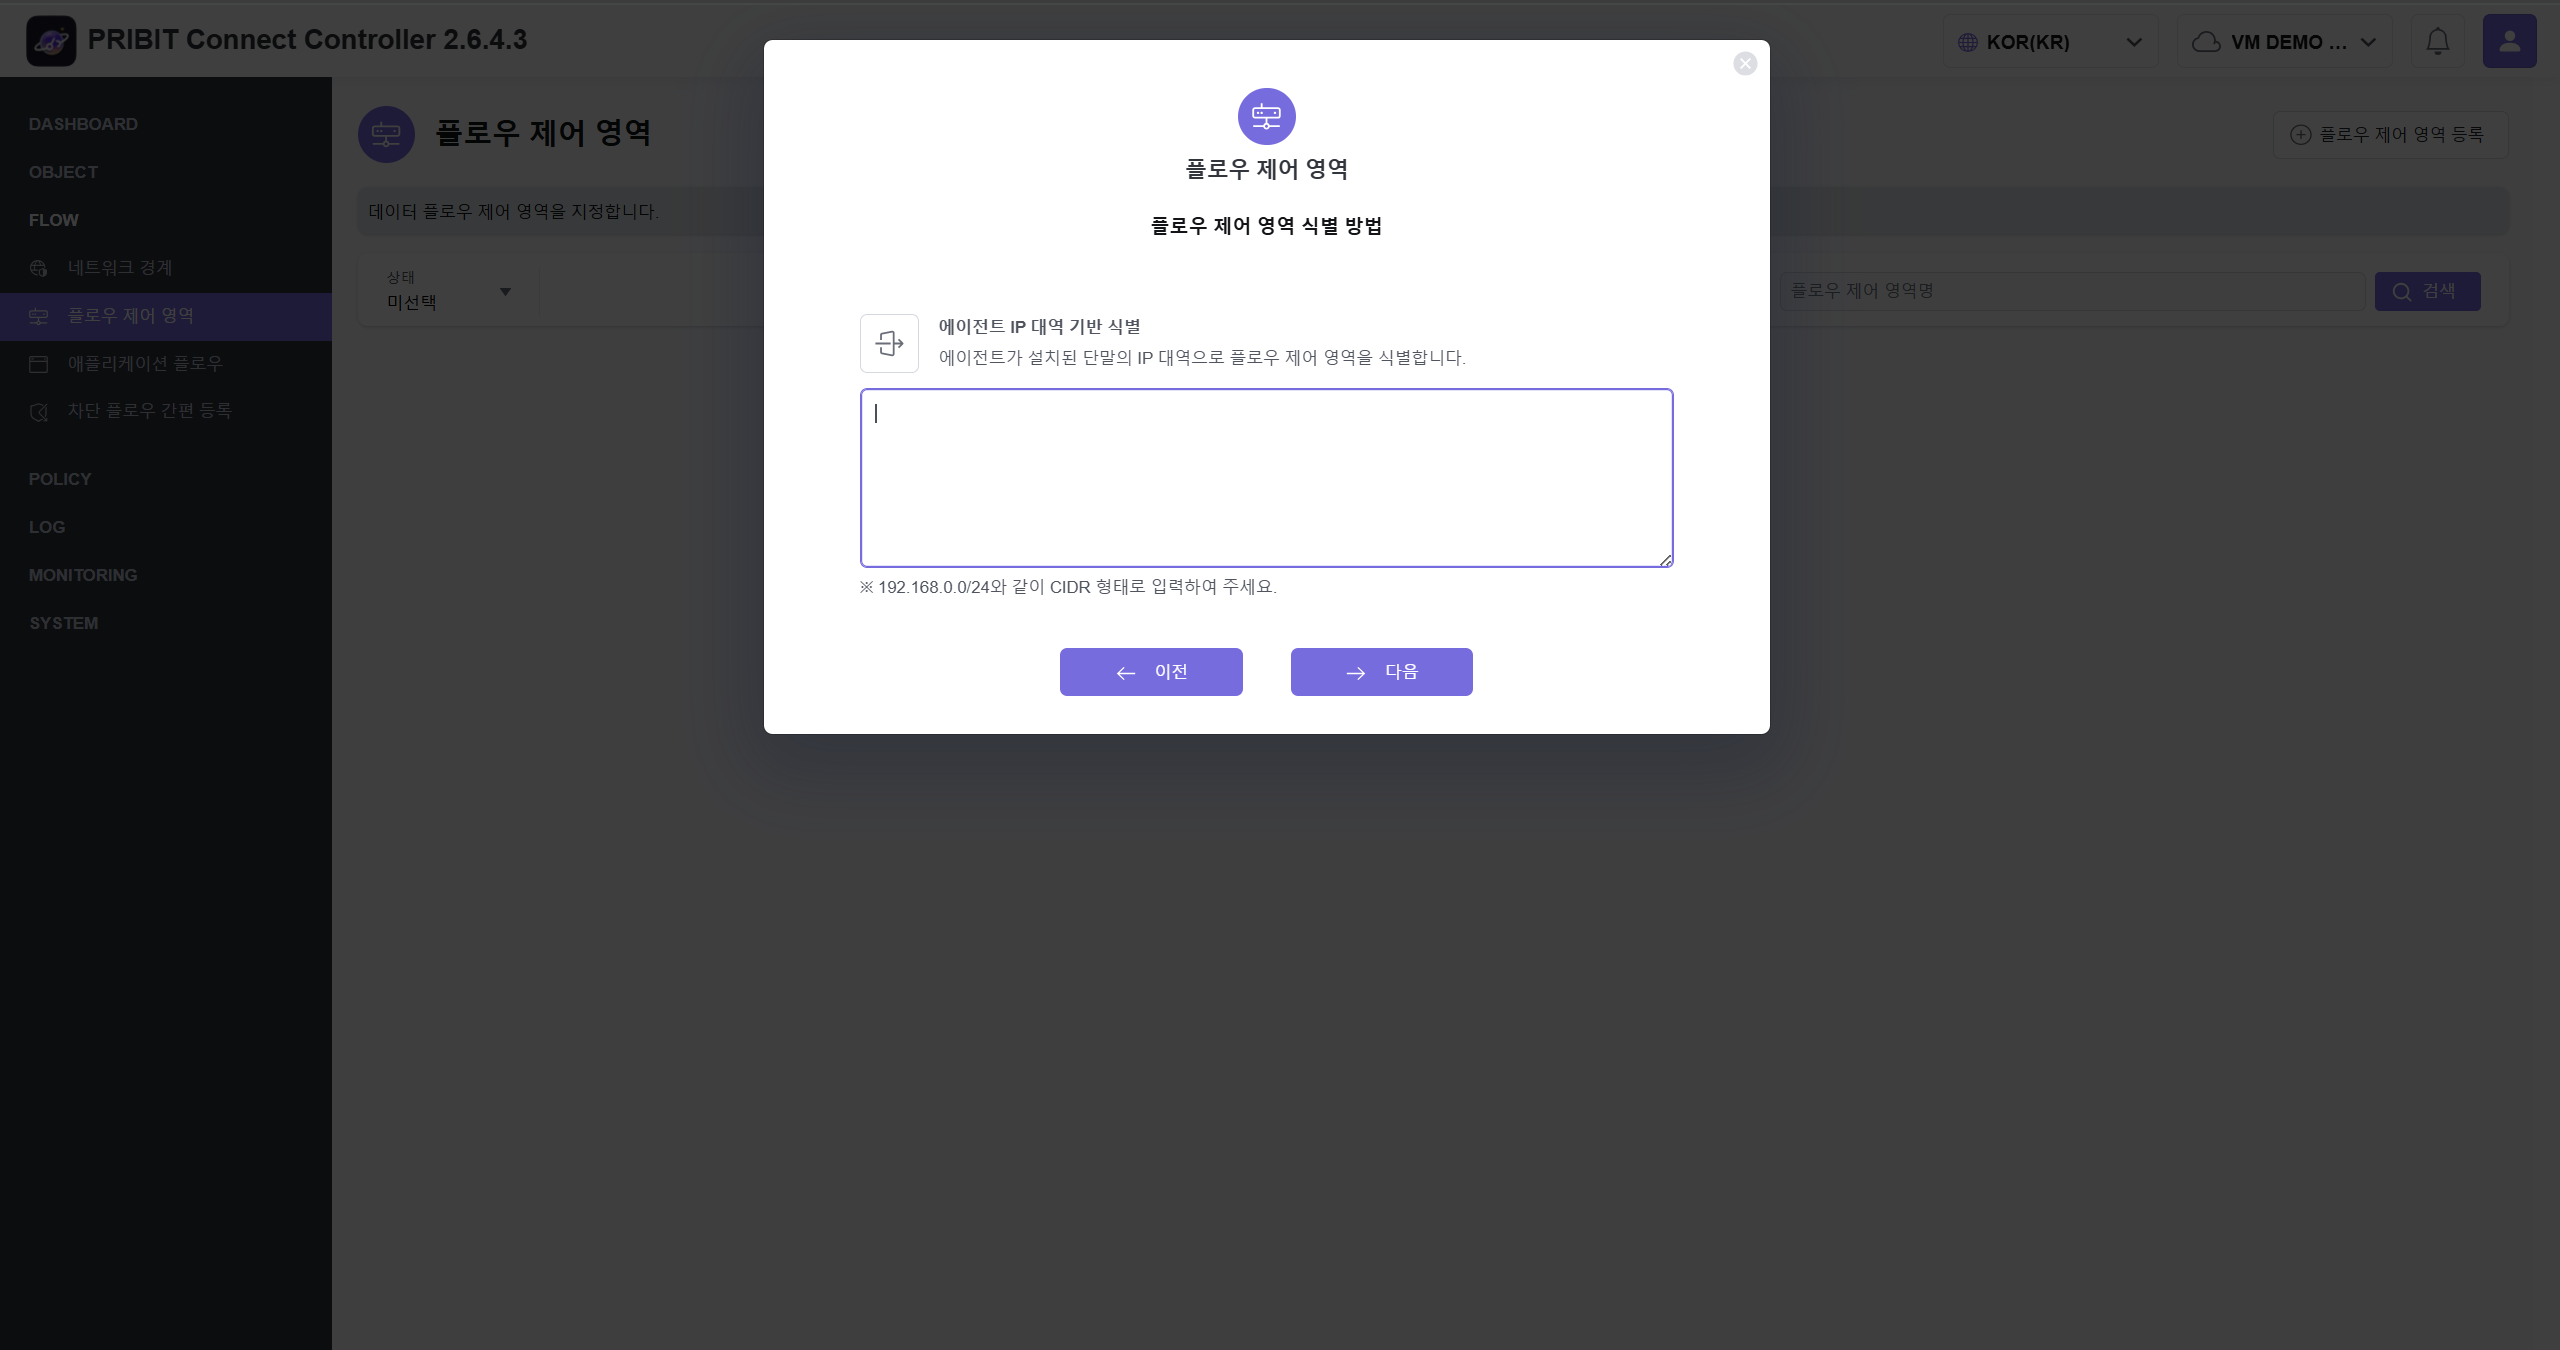 PRIBIT Connect Controller 2.6.4.3
KOR(KR)
VM DEMO ...
DASHBOARD
OBJECT
FLOW
네트워크 경계
플로우 제어 영역
애플리케이션 플로우
차단 플로우 간편 등록
POLICY
LOG
MONITORING
SYSTEM
플로우 제어 영역
플로우 제어 영역 등록
데이터 플로우 제어 영역을 지정합니다.
상태
미선택
플로우 제어 영역명
검색
플로우 제어 영역
플로우 제어 영역 식별 방법
에이전트 IP 대역 기반 식별
에이전트가 설치된 단말의 IP 대역으로 플로우 제어 영역을 식별합니다.
※ 192.168.0.0/24와 같이 CIDR 형태로 입력하여 주세요.
이전
다음